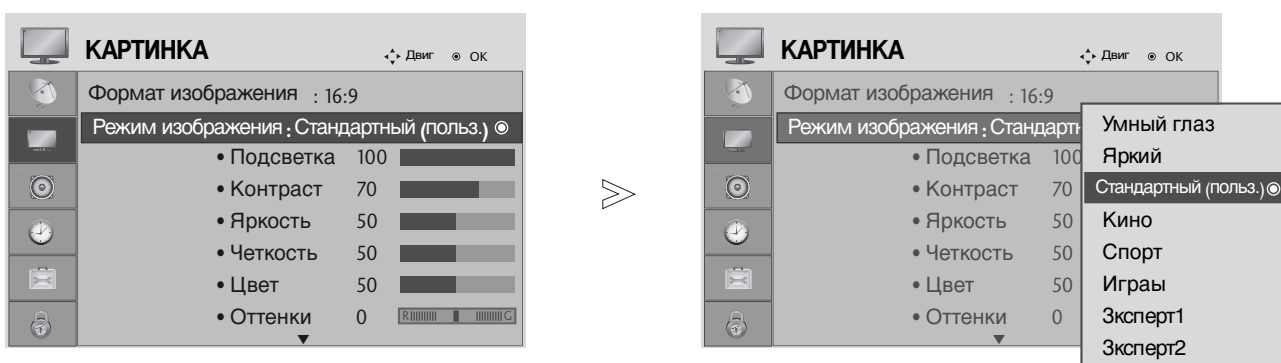 КАРТИНКА Двиг ОК
Формат изображения : 16:9
Режим изображения : Стандартный (польз.)
• Подсветка 100
• Контраст 70
• Яркость 50
• Четкость 50
• Цвет 50
• Оттенки 0 R G
КАРТИНКА Двиг ОК
Формат изображения : 16:9
Режим изображения : Стандартн
• Подсветка 100
• Контраст 70
• Яркость 50
• Четкость 50
• Цвет 50
• Оттенки 0
Умный глаз
Яркий
Стандартный (польз.)
Кино
Спорт
Играы
Зксперт1
Зксперт2